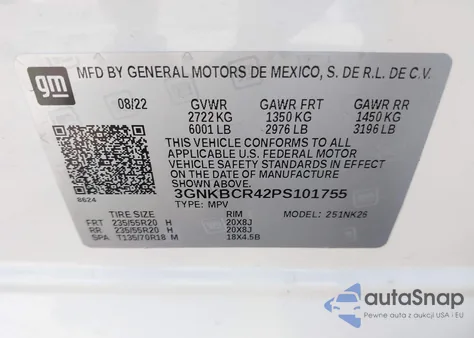 gm
MFD BY GENERAL MOTORS DE MEXICO, S. DE R.L. DE C.V.
08/22 GVWR GAWR FRT GAWR RR
2722 KG 1350 KG 1450 KG
6001 LB 2976 LB 3196 LB
THIS VEHICLE CONFORMS TO ALL
APPLICABLE U.S. FEDERAL MOTOR
VEHICLE SAFETY STANDARDS IN EFFECT
ON THE DATE OF MANUFACTURE SHOWN ABOVE.
3GNKBCR42PS101755
8624
TYPE: MPV
TIRE SIZE RIM MODEL: 251NK26
FRT 235/55R20 H 20X8J
RR 235/55R20 H 20X8J
SPA T135/70R18 M 18X4.5B
autoSnap
Pewne auta z aukcji USA i EU